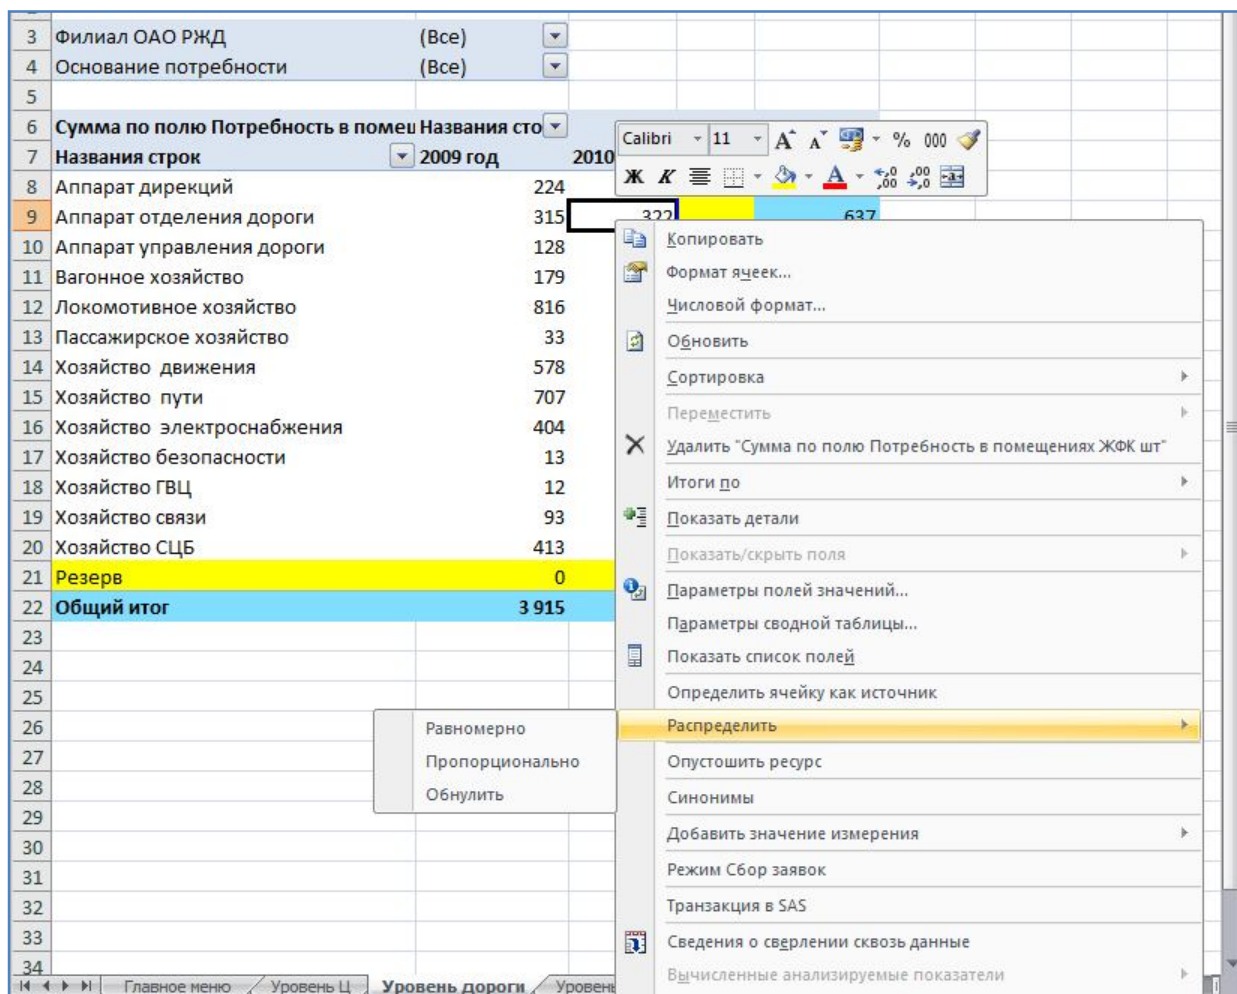 3 Филиал ОАО РЖД (Все)
4 Основание потребности (Все)
5
6 Сумма по полю Потребность в помещ Названия сто
7 Названия строк 2009 год 2010
8 Аппарат дирекций 224
9 Аппарат отделения дороги 315 322 637
10 Аппарат управления дороги 128
11 Вагонное хозяйство 179
12 Локомотивное хозяйство 816
13 Пассажирское хозяйство 33
14 Хозяйство движения 578
15 Хозяйство пути 707
16 Хозяйство электроснабжения 404
17 Хозяйство безопасности 13
18 Хозяйство ГВЦ 12
19 Хозяйство связи 93
20 Хозяйство СЦБ 413
21 Резерв 0
22 Общий итог 3 915
23
24
25
26
27
28
29
30
31
32
33
34
Calibri 11 A A % 000
Ж К A ,00 ,0 ,00 ,0 a
Копировать
Формат ячеек...
Числовой формат...
Обновить
Сортировка
Переместить
Удалить "Сумма по полю Потребность в помещениях ЖФК шт"
Итоги по
Показать детали
Показать/скрыть поля
Параметры полей значений...
Параметры сводной таблицы...
Показать список полей
Определить ячейку как источник
Распределить
Опустошить ресурс
Синонимы
Добавить значение измерения
Режим Сбор заявок
Транзакция в SAS
Сведения о сверлении сквозь данные
Вычисленные анализируемые показатели
Равномерно
Пропорционально
Обнулить
Главное меню Уровень Ц Уровень дороги Уровень